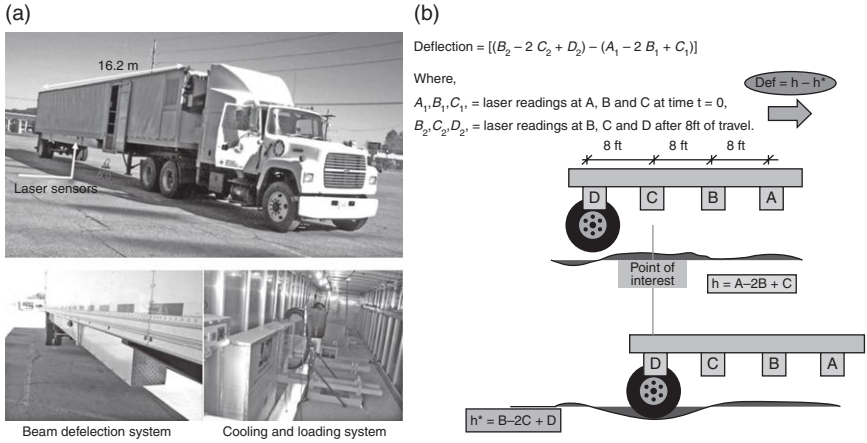 (a)
16.2 m
Laser sensors
Beam defelection system
Cooling and loading system
(b)
Deflection = [(B₂ – 2 C₂ + D₂) – (A₁ – 2 B₁ + C₁)]
Where,
A₁,B₁,C₁, = laser readings at A, B and C at time t = 0,
B₂,C₂,D₂, = laser readings at B, C and D after 8ft of travel.
Def = h – h*
8 ft 8 ft 8 ft
D C B A
Point of
interest
h = A–2B + C
D C B A
h* = B–2C + D